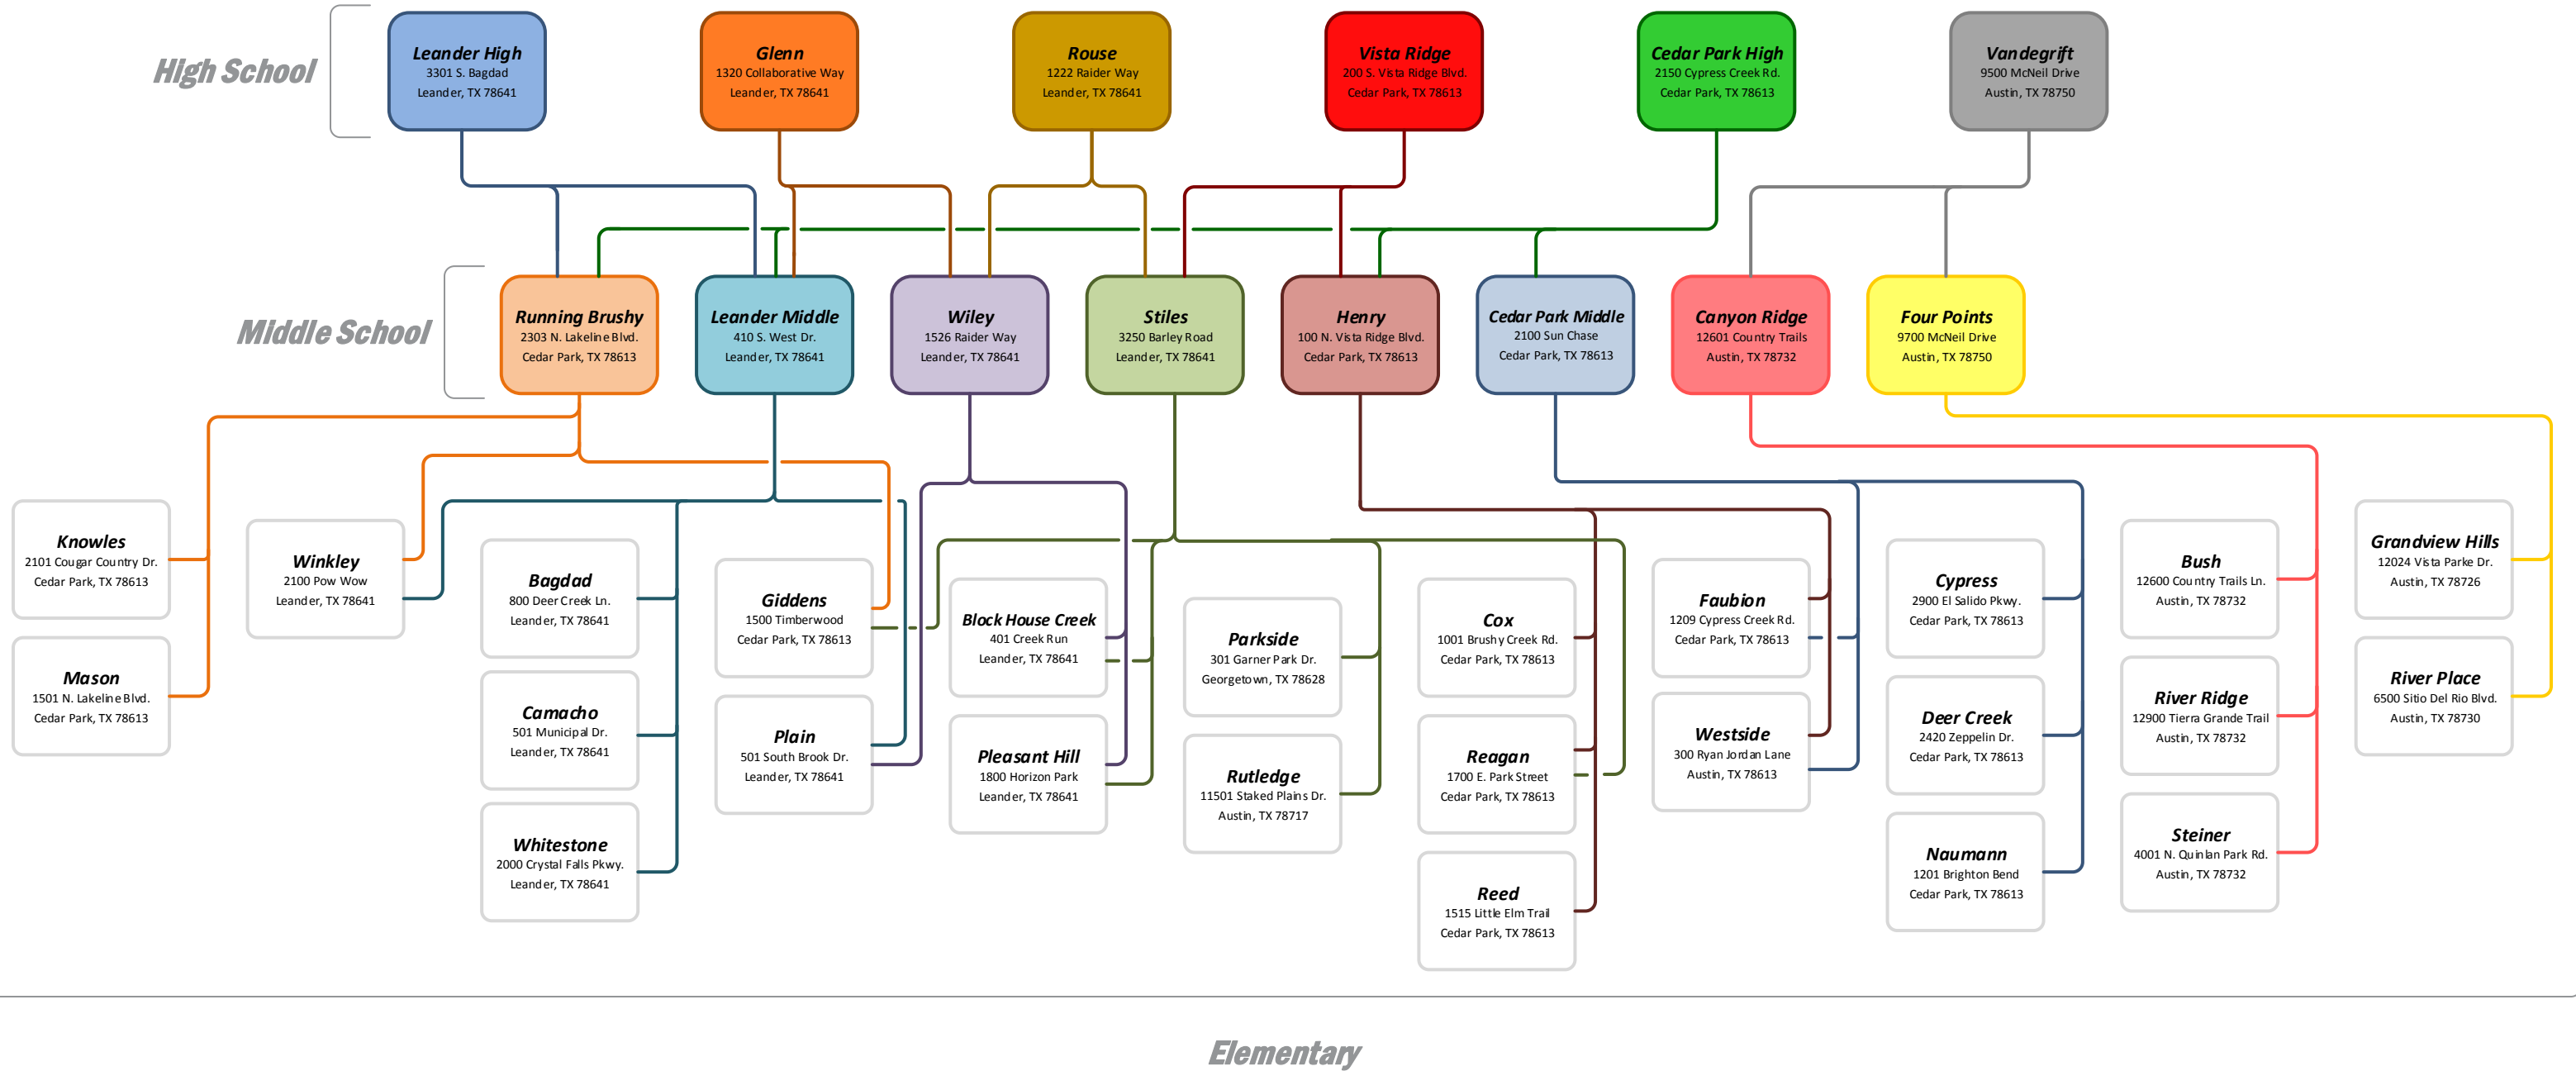 High School
Leander High
3301 S. Bagdad
Leander, TX 78641
Glenn
1320 Collaborative Way
Leander, TX 78641
Rouse
1222 Raider Way
Leander, TX 78641
Vista Ridge
200 S. Vista Ridge Blvd.
Cedar Park, TX 78613
Cedar Park High
2150 Cypress Creek Rd.
Cedar Park, TX 78613
Vandegrift
9500 McNeil Drive
Austin, TX 78750
Middle School
Running Brushy
2303 N. Lakeline Blvd.
Cedar Park, TX 78613
Leander Middle
410 S. West Dr.
Leander, TX 78641
Wiley
1526 Raider Way
Leander, TX 78641
Stiles
3250 Barley Road
Leander, TX 78641
Henry
100 N. Vista Ridge Blvd.
Cedar Park, TX 78613
Cedar Park Middle
2100 Sun Chase
Cedar Park, TX 78613
Canyon Ridge
12601 Country Trails
Austin, TX 78732
Four Points
9700 McNeil Drive
Austin, TX 78750
Knowles
2101 Cougar Country Dr.
Cedar Park, TX 78613
Mason
1501 N. Lakeline Blvd.
Cedar Park, TX 78613
Winkley
2100 Pow Wow
Leander, TX 78641
Bagdad
800 Deer Creek Ln.
Leander, TX 78641
Camacho
501 Municipal Dr.
Leander, TX 78641
Whitestone
2000 Crystal Falls Pkwy.
Leander, TX 78641
Giddens
1500 Timberwood
Cedar Park, TX 78613
Plain
501 South Brook Dr.
Leander, TX 78641
Block House Creek
401 Creek Run
Leander, TX 78641
Pleasant Hill
1800 Horizon Park
Leander, TX 78641
Parkside
301 Garner Park Dr.
Georgetown, TX 78628
Rutledge
11501 Staked Plains Dr.
Austin, TX 78717
Cox
1001 Brushy Creek Rd.
Cedar Park, TX 78613
Reagan
1700 E. Park Street
Cedar Park, TX 78613
Reed
1515 Little Elm Trail
Cedar Park, TX 78613
Faubion
1209 Cypress Creek Rd.
Cedar Park, TX 78613
Westside
300 Ryan Jordan Lane
Austin, TX 78613
Cypress
2900 El Salido Pkwy.
Cedar Park, TX 78613
Deer Creek
2420 Zeppelin Dr.
Cedar Park, TX 78613
Naumann
1201 Brighton Bend
Cedar Park, TX 78613
Bush
12600 Country Trails Ln.
Austin, TX 78732
River Ridge
12900 Tierra Grande Trail
Austin, TX 78732
Steiner
4001 N. Quinlan Park Rd.
Austin, TX 78732
Grandview Hills
12024 Vista Parke Dr.
Austin, TX 78726
River Place
6500 Sitio Del Rio Blvd.
Austin, TX 78730
Elementary